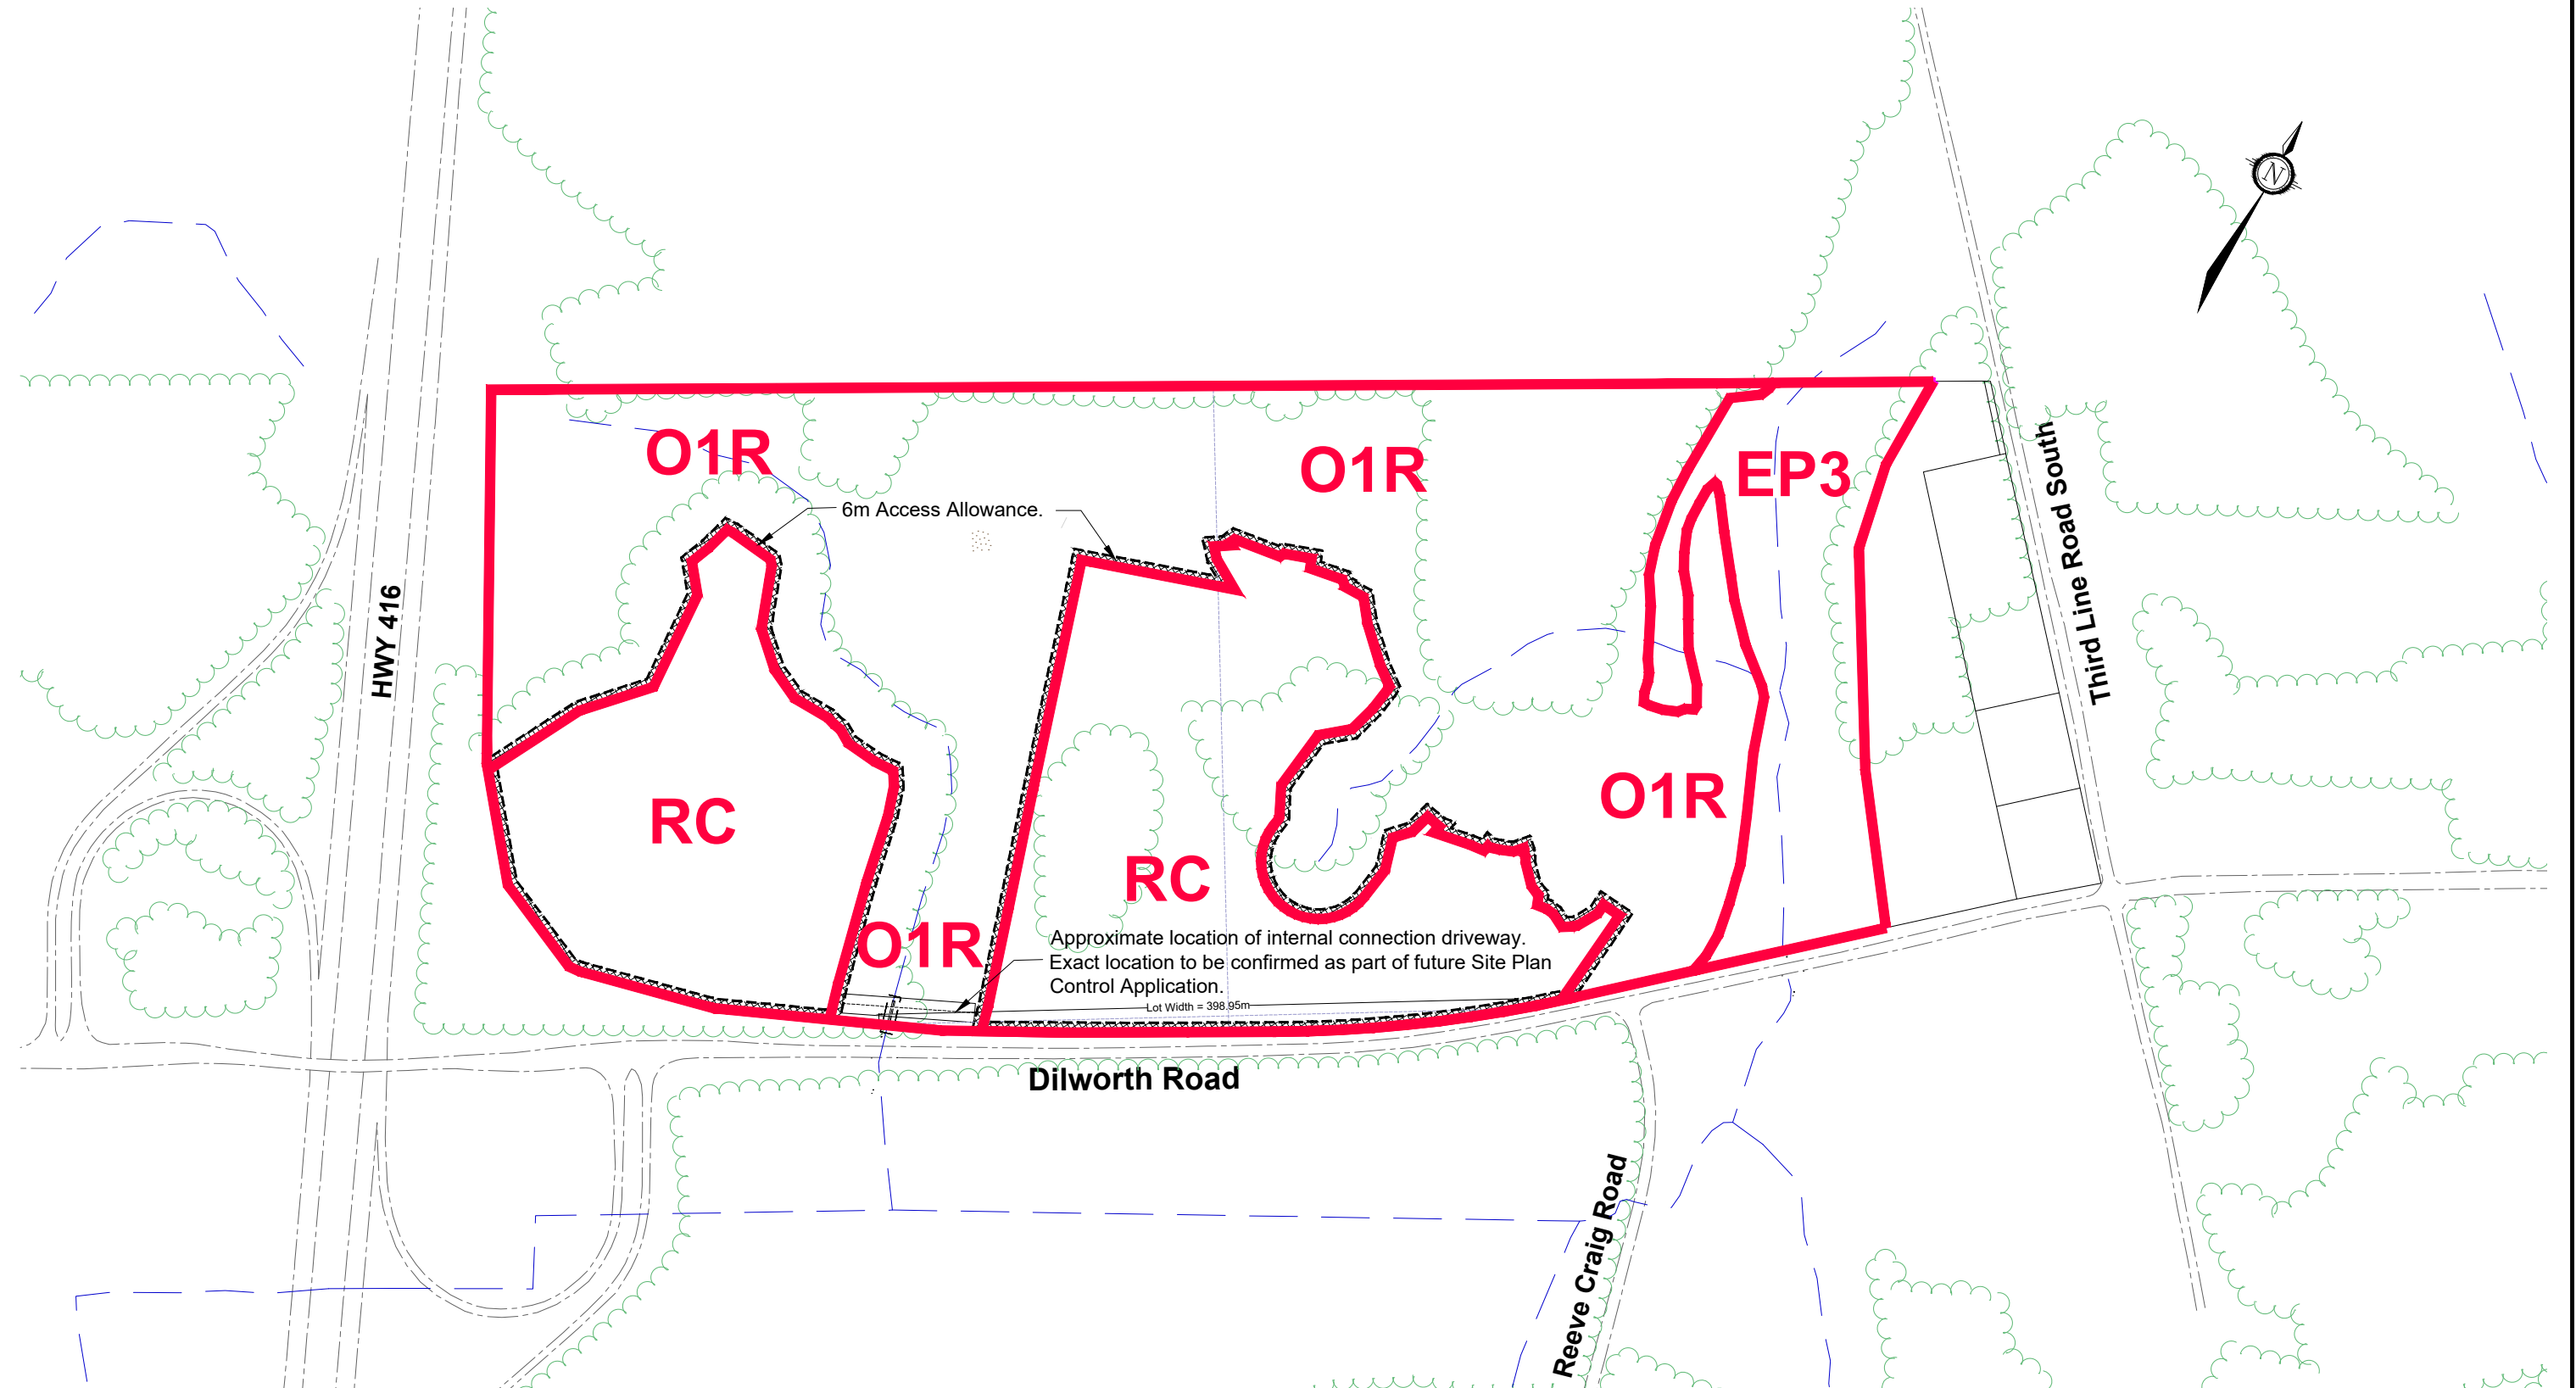 N
O1R
O1R
EP3
6m Access Allowance.
HWY 416
Third Line Road South
RC
O1R
RC
O1R
Approximate location of internal connection driveway.
Exact location to be confirmed as part of future Site Plan
Control Application.
Lot Width = 398.95m
Dilworth Road
Reeve Craig Road